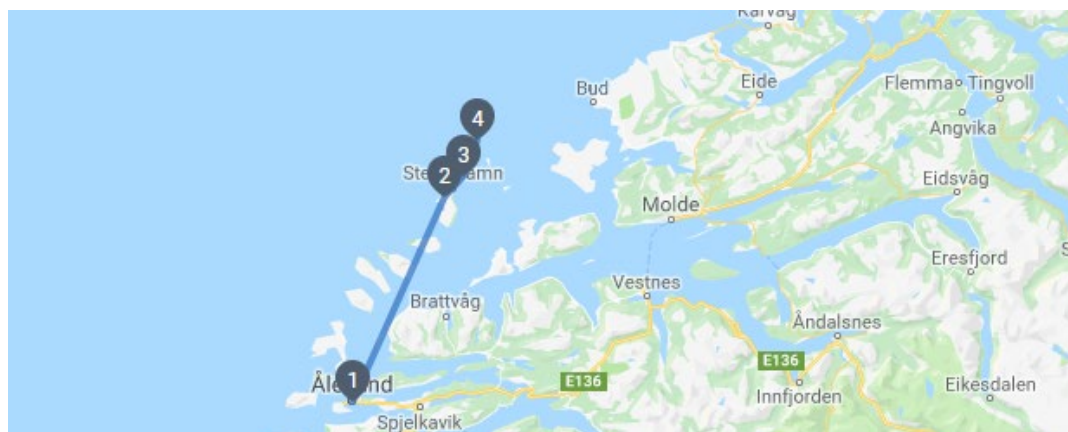 Karvåg
Bud
Eide
Flemma
Tingvoll
4
Angvika
3
2
Eidsvåg
Molde
Eresfjord
Vestnes
Brattvåg
Åndalsnes
E136
1
E136
Innfjorden
Eikesdalen
Spjelkavik